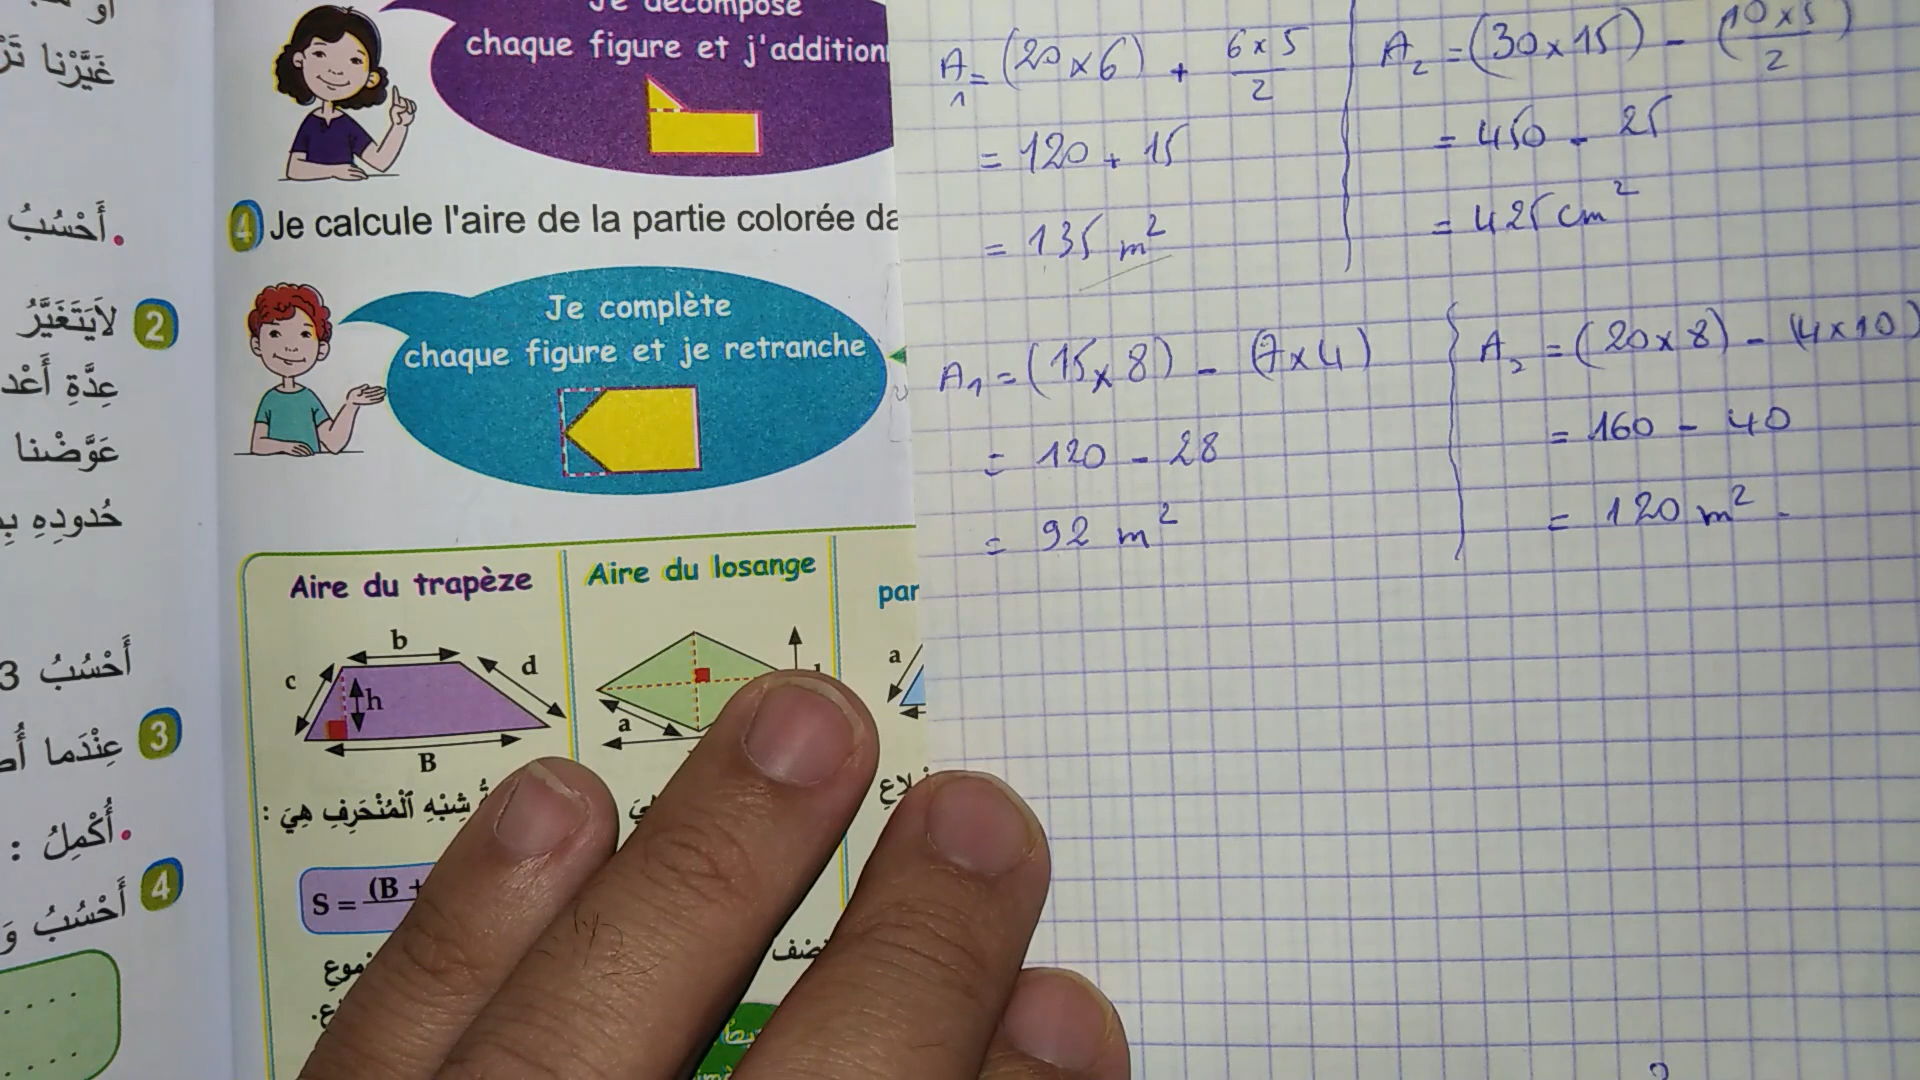 أو
غَيَّرْنا
أَحْسُبُ
2 لاَيَتَغَيَّرُ
عِدَّةِ
عَوَّضْنا
حُدودِهِ
أَحْسُبُ 3
3 عِنْدَما
أُكْمِلُ :
4 أَحْسُبُ وَ
Je décompose
chaque figure et j'addition
4 Je calcule l'aire de la partie colorée da
Je complète
chaque figure et je retranche
Aire du trapèze
b
c
d
h
B
شِبْهِ ٱلْمُنْحَرِفِ هِيَ :
S = (B +
Aire du losange
a
par
a
A1 = (20 x 6) + 6 x 5 / 2
= 120 + 15
= 135 m²
A2 = (30 x 15) - (10 x 5 / 2)
= 450 - 25
= 425 cm²
A1 = (15 x 8) - (7 x 4)
= 120 - 28
= 92 m²
A2 = (20 x 8) - (4 x 10)
= 160 - 40
= 120 m²